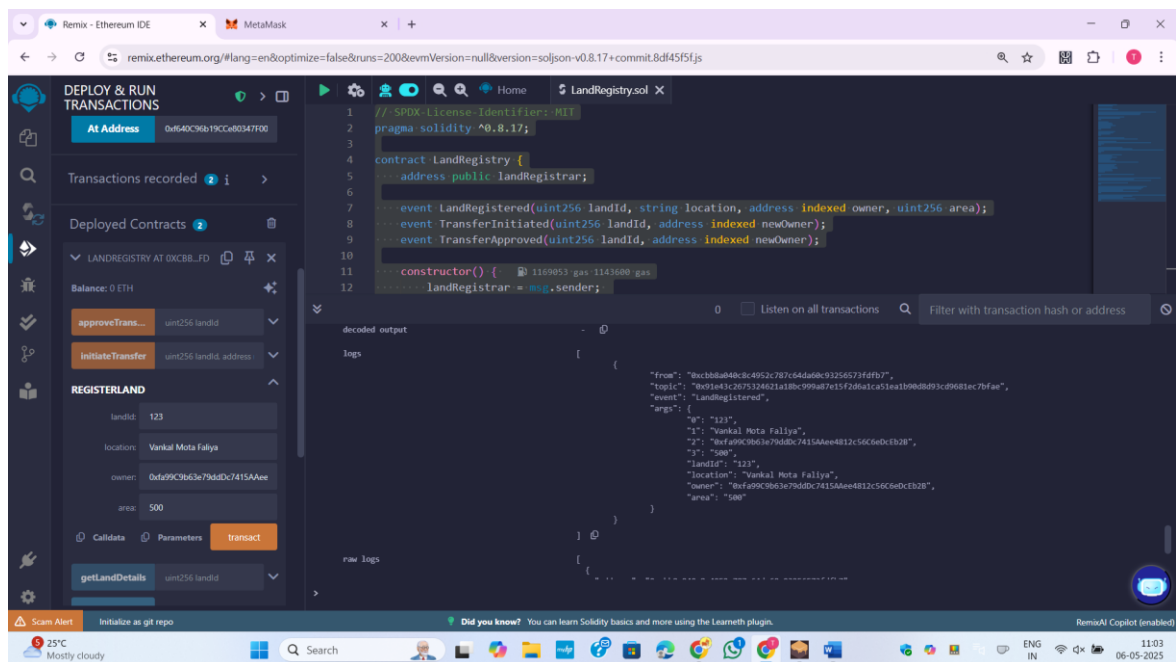 Remix - Ethereum IDE
MetaMask
remix.ethereum.org/#lang=en&optimize=false&runs=200&evmVersion=null&version=soljson-v0.8.17+commit.8df45f5f.js
T
DEPLOY & RUN
TRANSACTIONS
At Address 0xf640C96b19CCe80347F00
Transactions recorded 2 i
Deployed Contracts 2
LANDREGISTRY AT 0XCBB...FD
Balance: 0 ETH
approveTrans... uint256 landId
initiateTransfer uint256 landId, address
REGISTERLAND
landId: 123
location: Vankal Mota Faliya
owner: 0xfa99C9b63e79ddDc7415AAee
area: 500
Calldata Parameters transact
getLandDetails uint256 landId
Home LandRegistry.sol
1 // SPDX-License-Identifier: MIT
2 pragma solidity ^0.8.17;
3
4 contract LandRegistry {
5 address public landRegistrar;
6
7 event LandRegistered(uint256 landId, string location, address indexed owner, uint256 area);
8 event TransferInitiated(uint256 landId, address indexed newOwner);
9 event TransferApproved(uint256 landId, address indexed newOwner);
10
11 constructor() { 1169053 gas 1143600 gas
12 landRegistrar = msg.sender;
0 Listen on all transactions Filter with transaction hash or address
decoded output -
logs [
{
"from": "0xcbb8a040c8c4952c787c64da60c93256573fdfb7",
"topic": "0x91e43c2675324621a18bc999a87e15f2d6a1ca51ea1b90d8d93cd9681ec7bfae",
"event": "LandRegistered",
"args": {
"0": "123",
"1": "Vankal Mota Faliya",
"2": "0xfa99C9b63e79ddDc7415AAee4812c56C6eDcEb2B",
"3": "500",
"landId": "123",
"location": "Vankal Mota Faliya",
"owner": "0xfa99C9b63e79ddDc7415AAee4812c56C6eDcEb2B",
"area": "500"
}
}
]
raw logs [
{
>
Scam Alert Initialize as git repo Did you know? You can learn Solidity basics and more using the Learneth plugin. RemixAI Copilot (enabled)
5 25°C
Mostly cloudy
Search
ENG
IN
11:03
06-05-2025